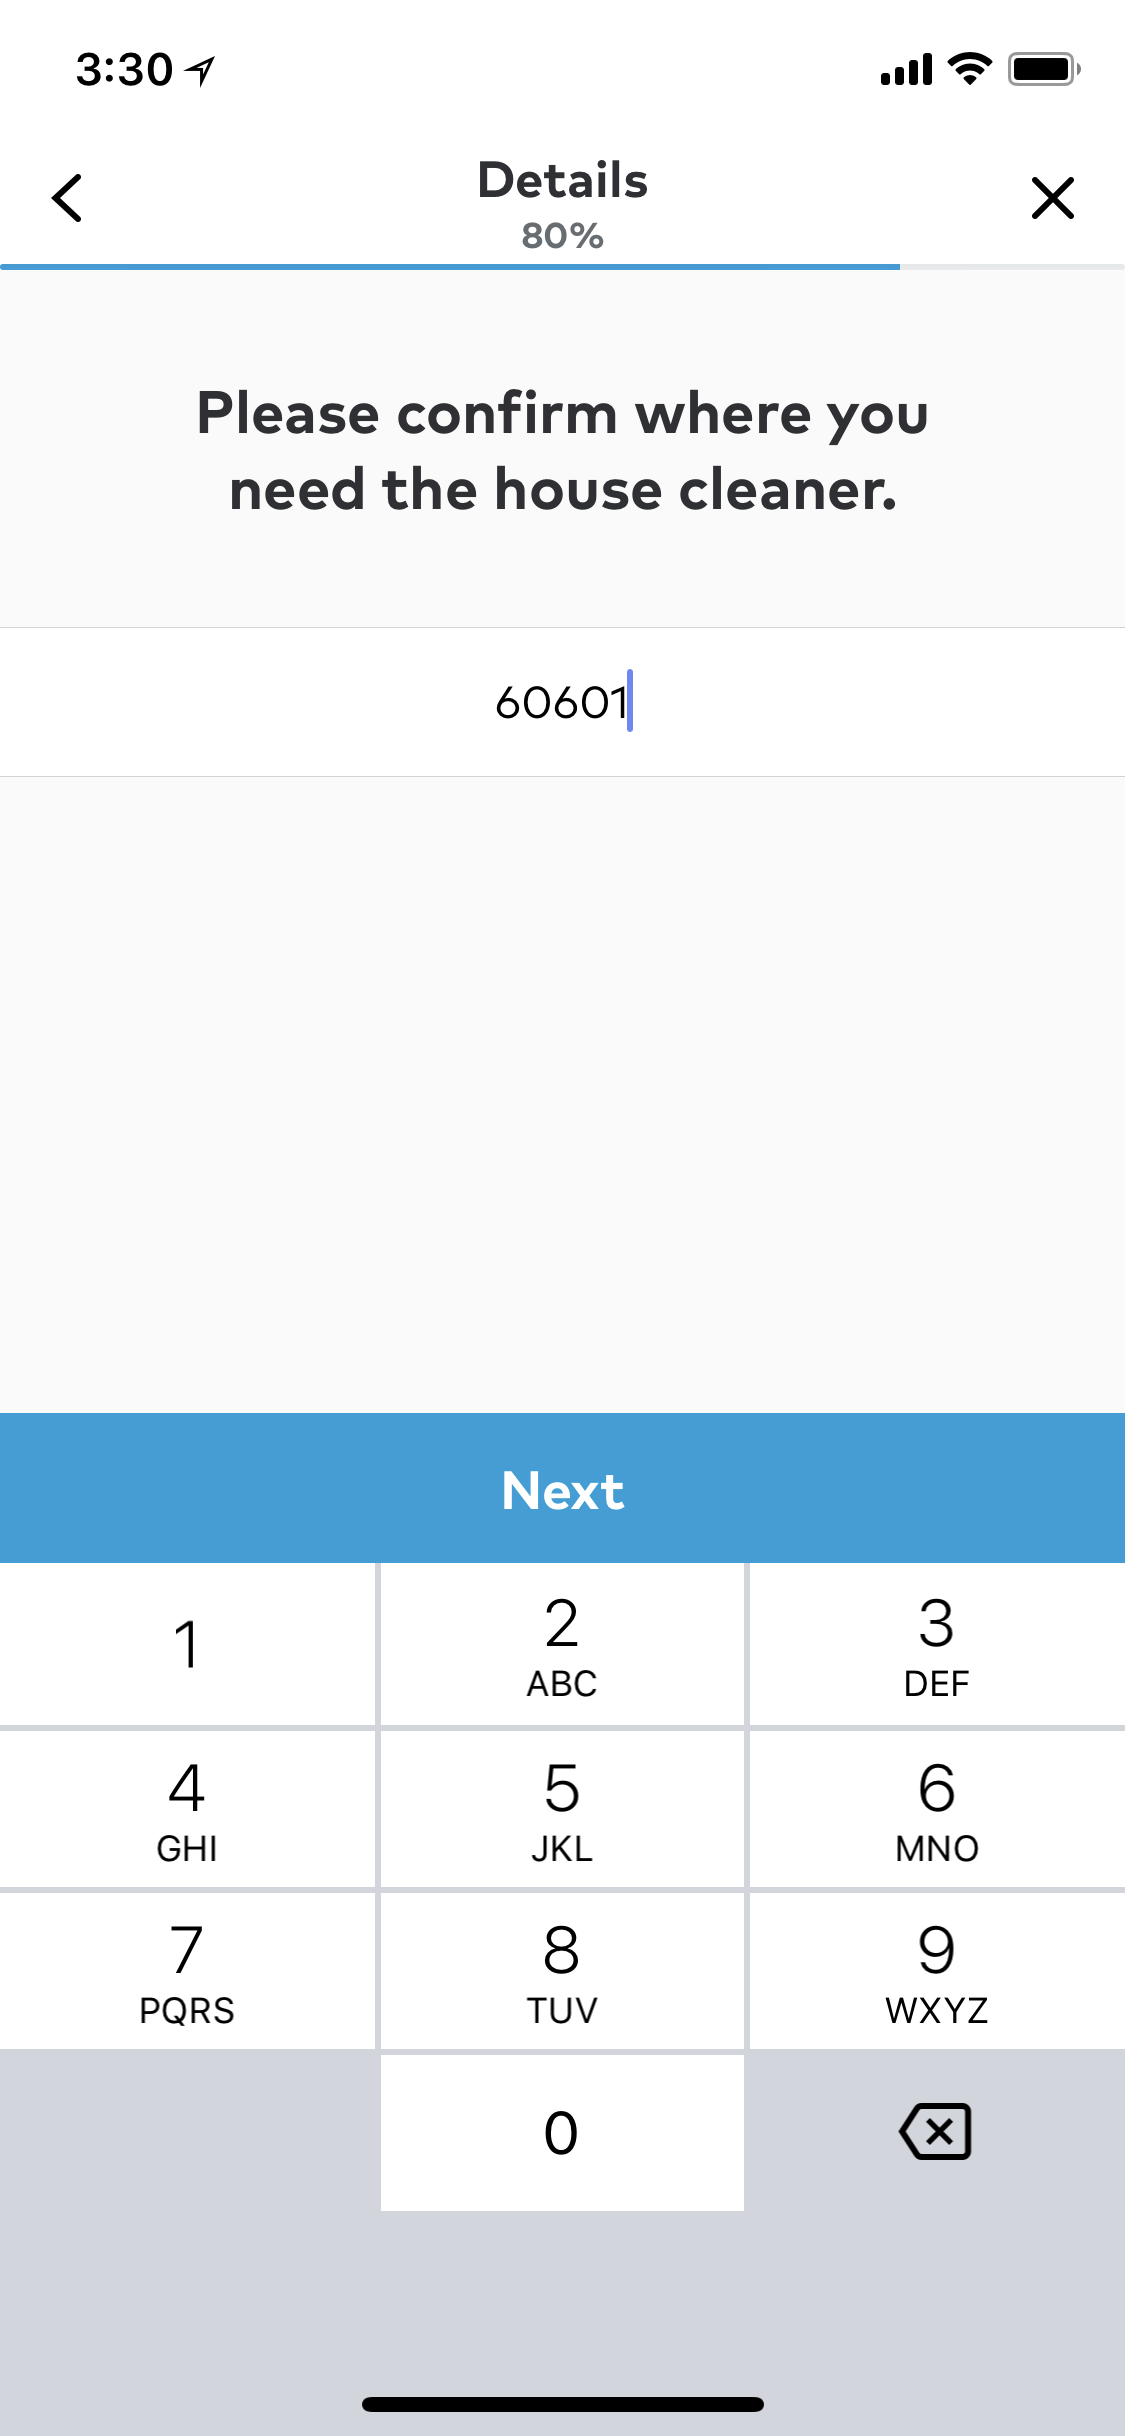 3:30
Details
80%
Please confirm where you
need the house cleaner.
60601
Next
1
2
ABC
3
DEF
4
GHI
5
JKL
6
MNO
7
PQRS
8
TUV
9
WXYZ
0